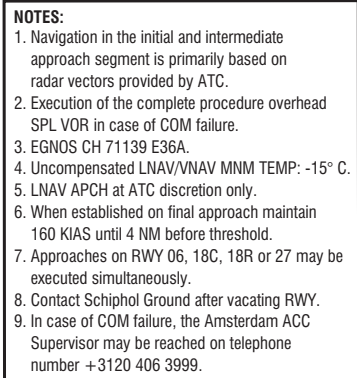 NOTES:
1. Navigation in the initial and intermediate
approach segment is primarily based on
radar vectors provided by ATC.
2. Execution of the complete procedure overhead
SPL VOR in case of COM failure.
3. EGNOS CH 71139 E36A.
4. Uncompensated LNAV/VNAV MNM TEMP: -15° C.
5. LNAV APCH at ATC discretion only.
6. When established on final approach maintain
160 KIAS until 4 NM before threshold.
7. Approaches on RWY 06, 18C, 18R or 27 may be
executed simultaneously.
8. Contact Schiphol Ground after vacating RWY.
9. In case of COM failure, the Amsterdam ACC
Supervisor may be reached on telephone
number +3120 406 3999.